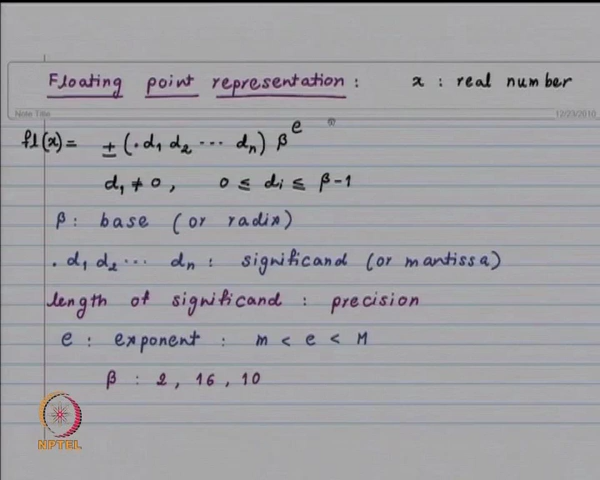 Floating point representation : x : real number
Note Title 12/23/2010
fl(x) = ± (. d₁ d₂ ⋯ dₙ) βᵉ
d₁ ≠ 0 , 0 ≤ dᵢ ≤ β-1
β : base (or radix)
. d₁ d₂ ⋯ dₙ : significand (or mantissa)
length of significand : precision
e : exponent : m < e < M
β : 2 , 16 , 10
NPTEL